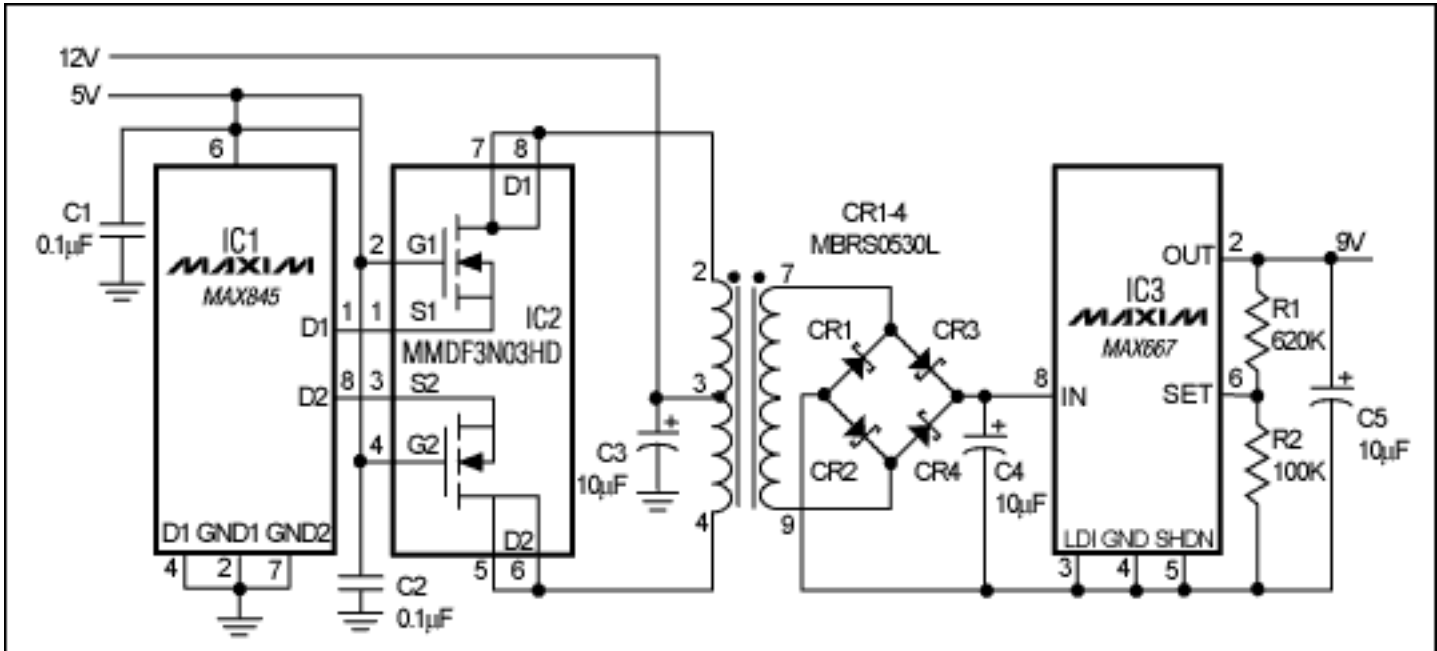 12V
5V
6
7 8
D1
C1
0.1µF
IC1
MAXIM
MAX845
2 G1
1 1 S1
D1
IC2
MMDF3N03HD
8 3 S2
D2
4 G2
D1 GND1 GND2
4 2 7
D2
5 6
C2
0.1µF
C3
+
10µF
2 7
3
4 9
CR1-4
MBRS0530L
CR1 CR3
CR2 CR4
+
C4
10µF
8 IN
OUT 2 9V
IC3
MAXIM
MAX667
SET 6
LDI GND SHDN
3 4 5
R1
620K
R2
100K
+
C5
10µF